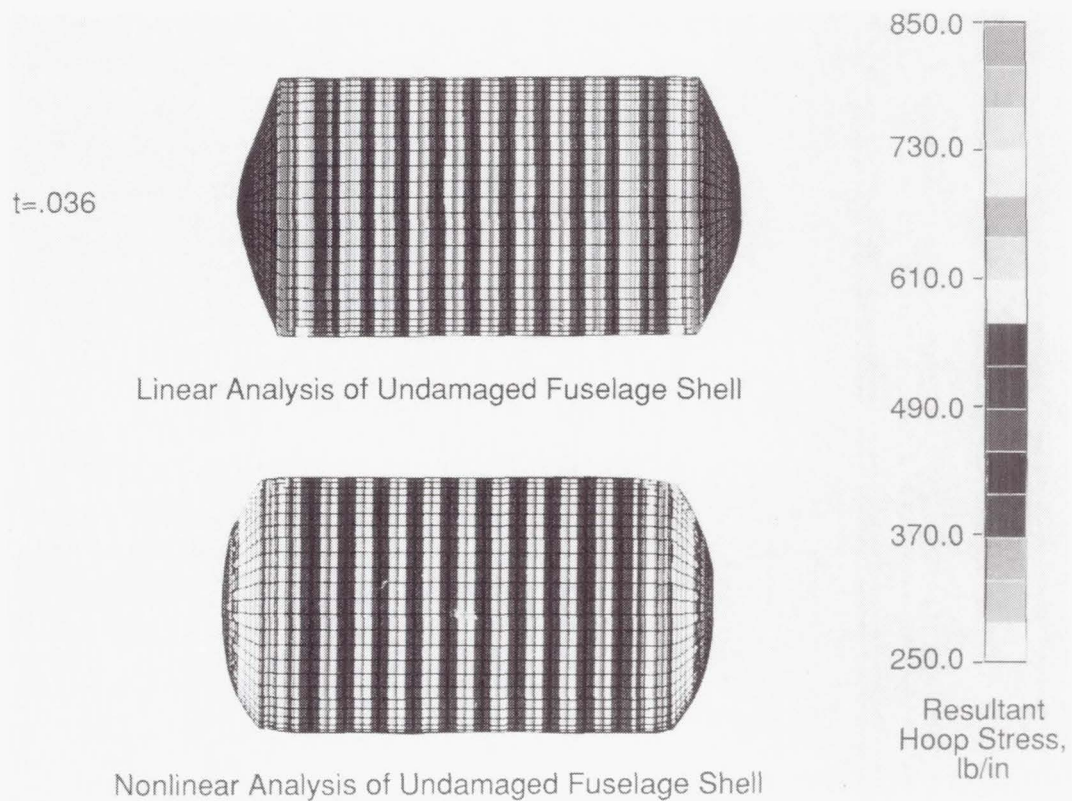 850.0
730.0
t=.036
610.0
Linear Analysis of Undamaged Fuselage Shell
490.0
370.0
250.0
Resultant
Hoop Stress,
lb/in
Nonlinear Analysis of Undamaged Fuselage Shell